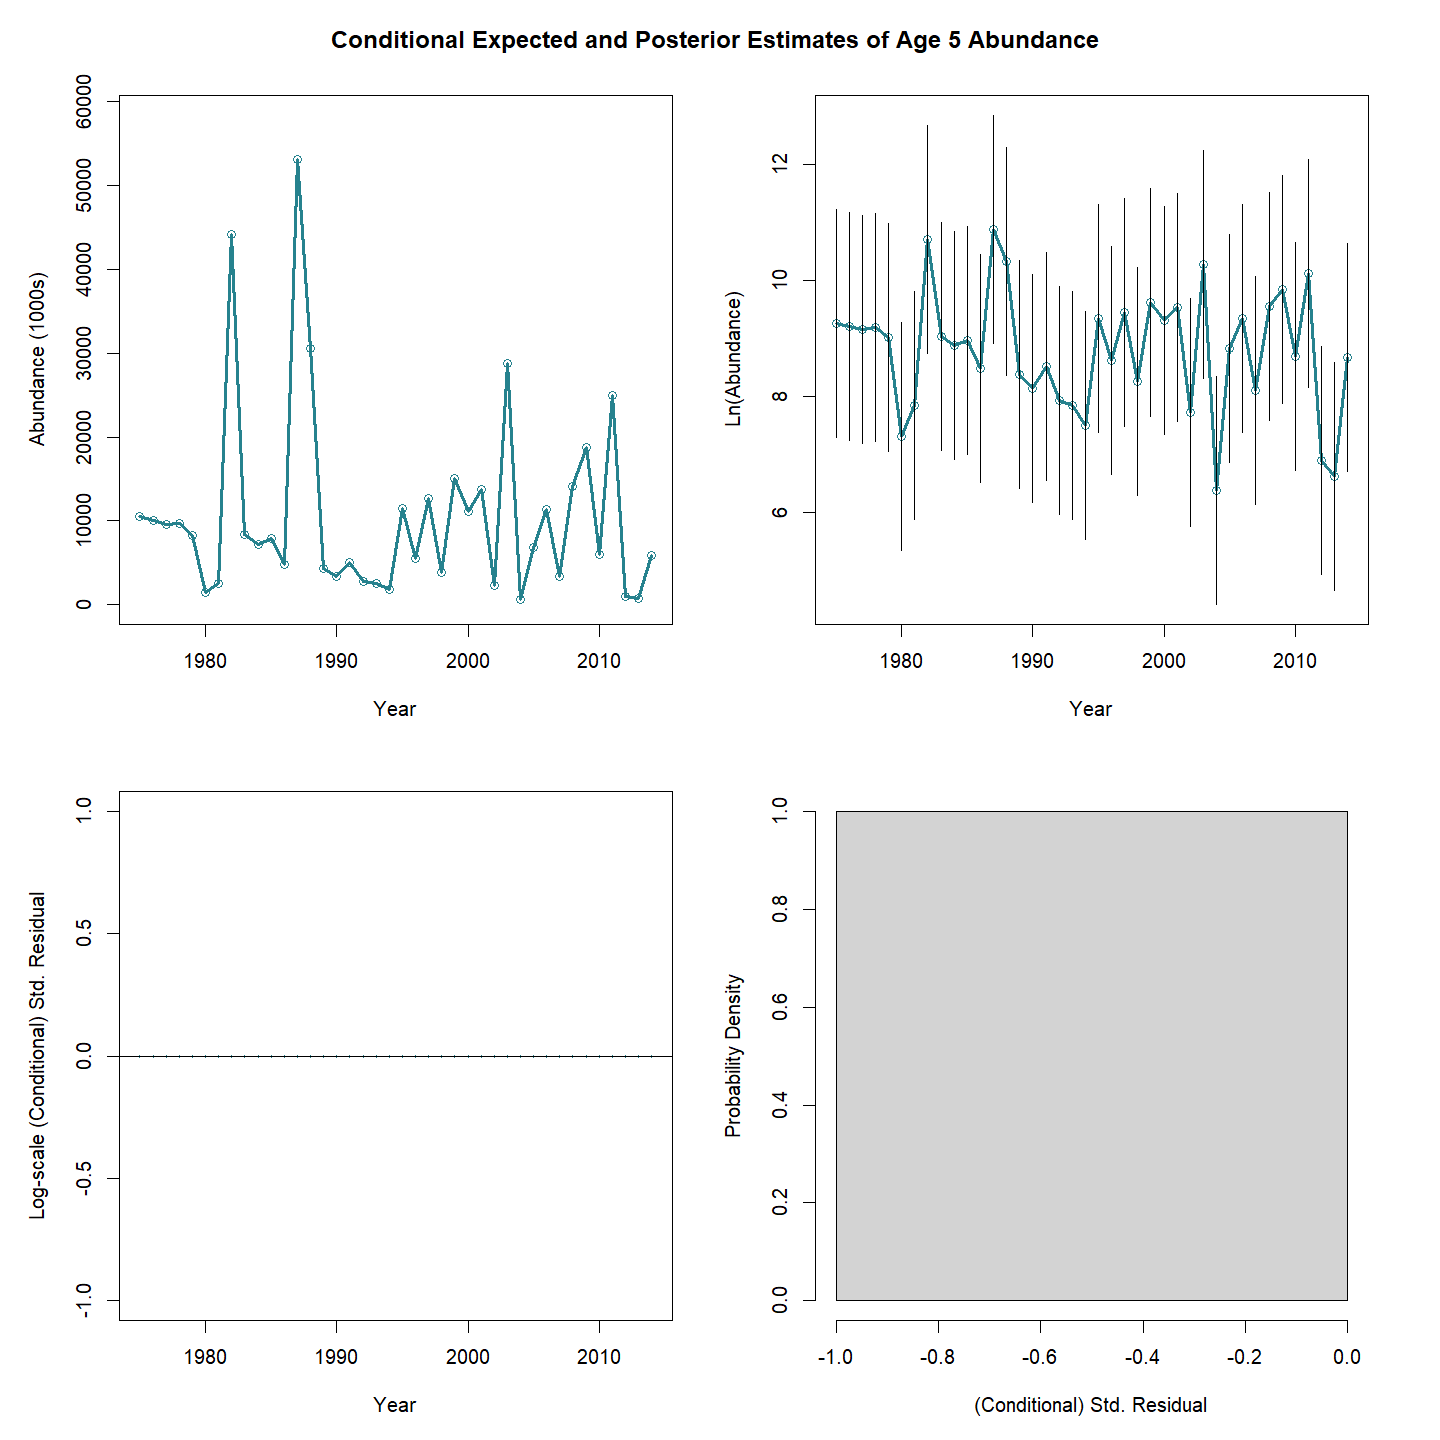 Conditional Expected and Posterior Estimates of Age 5 Abundance
Abundance (1000s)
60000
50000
40000
30000
20000
10000
0
1980 1990 2000 2010
Year
Ln(Abundance)
12
10
8
6
1980 1990 2000 2010
Year
Log-scale (Conditional) Std. Residual
1.0
0.5
0.0
-0.5
-1.0
1980 1990 2000 2010
Year
Probability Density
1.0
0.8
0.6
0.4
0.2
0.0
-1.0 -0.8 -0.6 -0.4 -0.2 0.0
(Conditional) Std. Residual